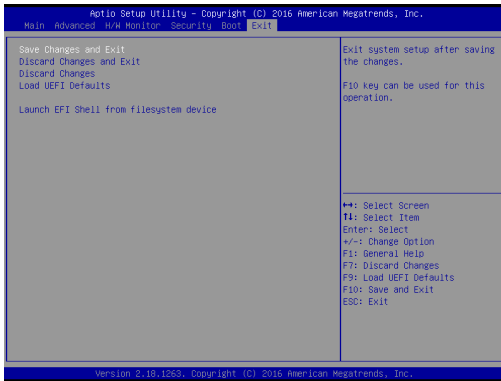 Aptio Setup Utility – Copyright (C) 2016 American Megatrends, Inc.
Main Advanced H/W Monitor Security Boot Exit
Save Changes and Exit
Discard Changes and Exit
Discard Changes
Load UEFI Defaults
Launch EFI Shell from filesystem device
Exit system setup after saving
the changes.
F10 key can be used for this
operation.
↔: Select Screen
↑↓: Select Item
Enter: Select
+/-: Change Option
F1: General Help
F7: Discard Changes
F9: Load UEFI Defaults
F10: Save and Exit
ESC: Exit
Version 2.18.1263. Copyright (C) 2016 American Megatrends, Inc.